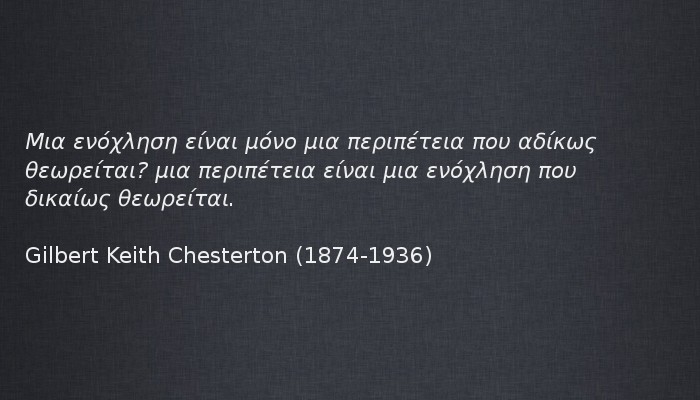 Μια ενόχληση είναι μόνο μια περιπέτεια που αδίκως
θεωρείται? μια περιπέτεια είναι μια ενόχληση που
δικαίως θεωρείται.
Gilbert Keith Chesterton (1874-1936)